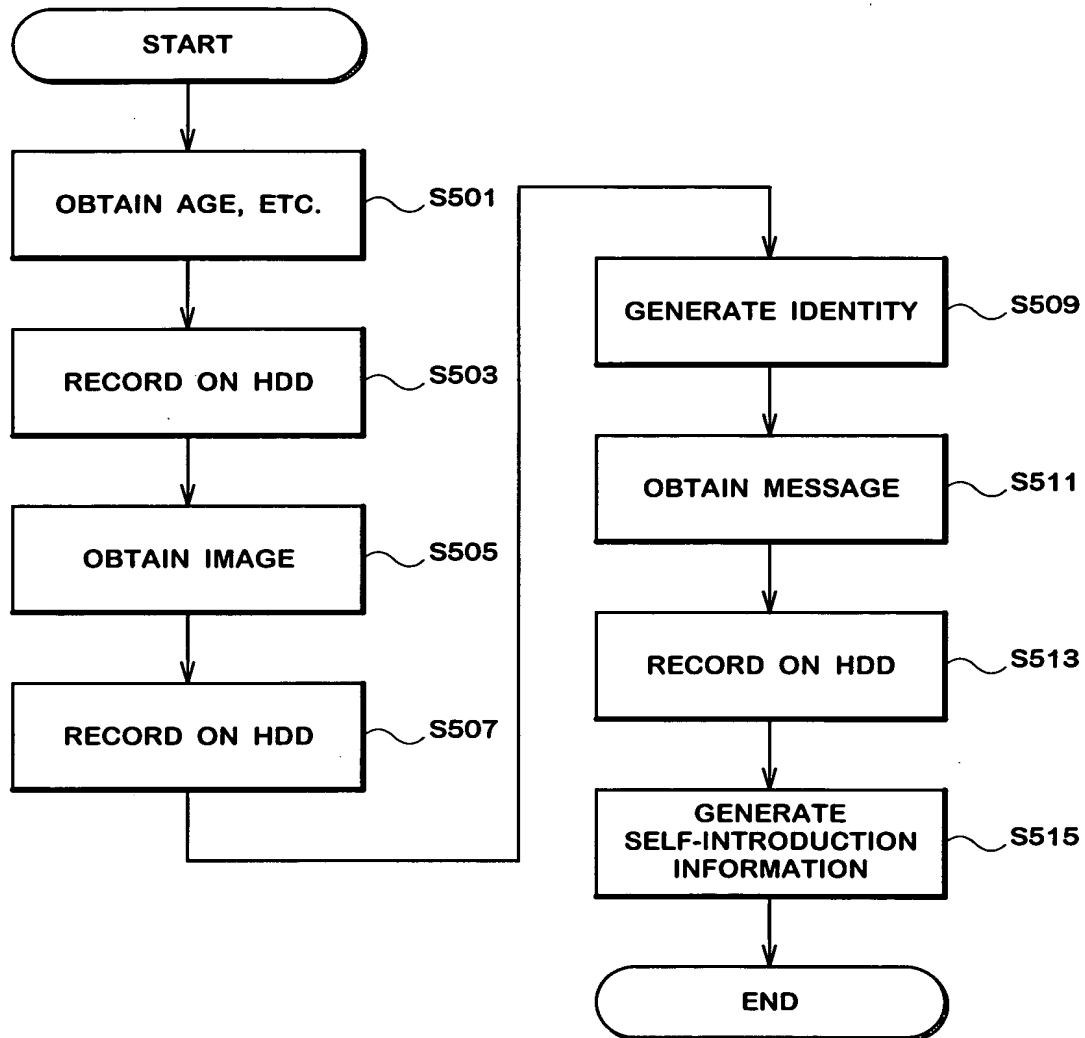 START
OBTAIN AGE, ETC.
S501
RECORD ON HDD
S503
OBTAIN IMAGE
S505
RECORD ON HDD
S507
GENERATE IDENTITY
S509
OBTAIN MESSAGE
S511
RECORD ON HDD
S513
GENERATE
SELF-INTRODUCTION
INFORMATION
S515
END